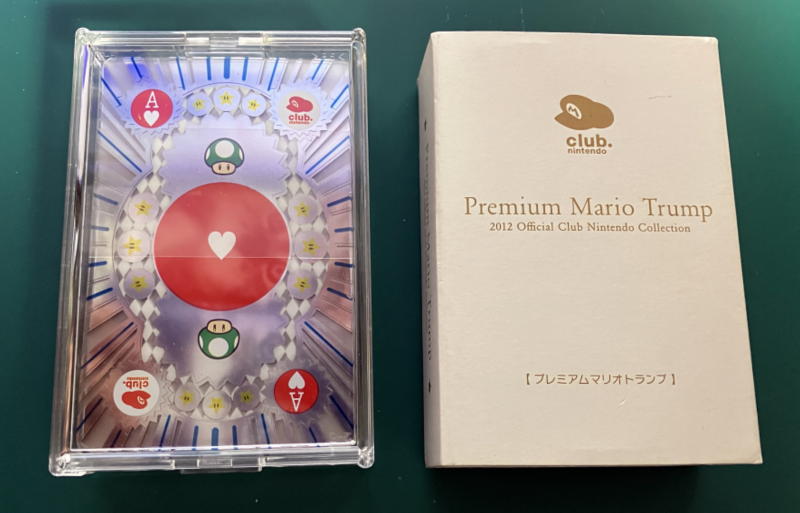 A
club.
nintendo
club.
nintendo
A
club.
nintendo
Premium Mario Trump
2012 Official Club Nintendo Collection
【プレミアムマリオトランプ】